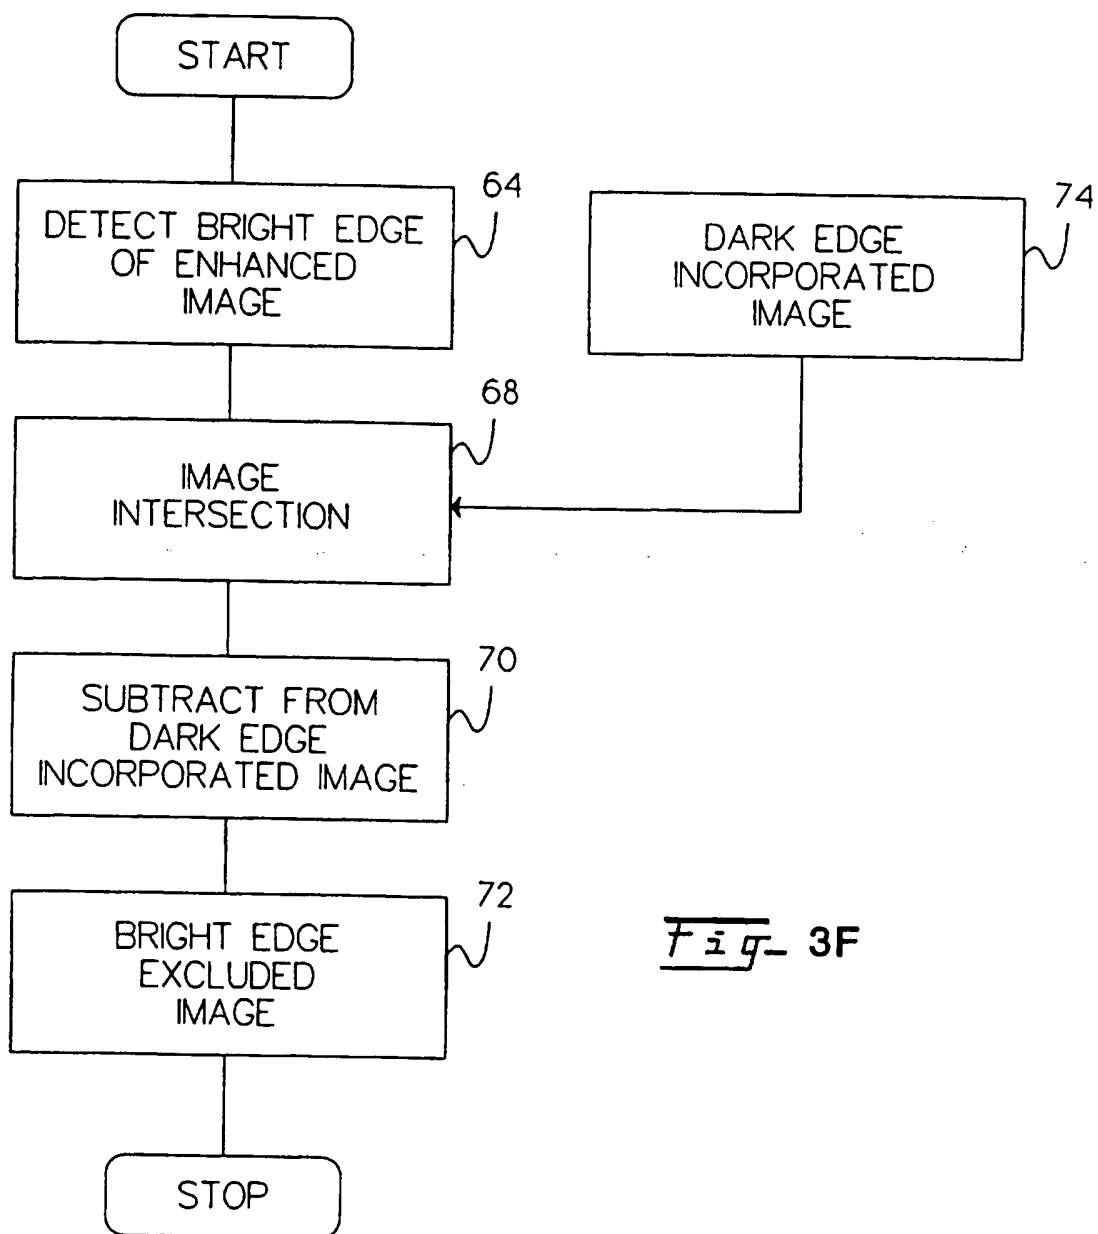 START
64
DETECT BRIGHT EDGE
OF ENHANCED
IMAGE
74
DARK EDGE
INCORPORATED
IMAGE
68
IMAGE
INTERSECTION
70
SUBTRACT FROM
DARK EDGE
INCORPORATED IMAGE
72
BRIGHT EDGE
EXCLUDED
IMAGE
Fig- 3F
STOP